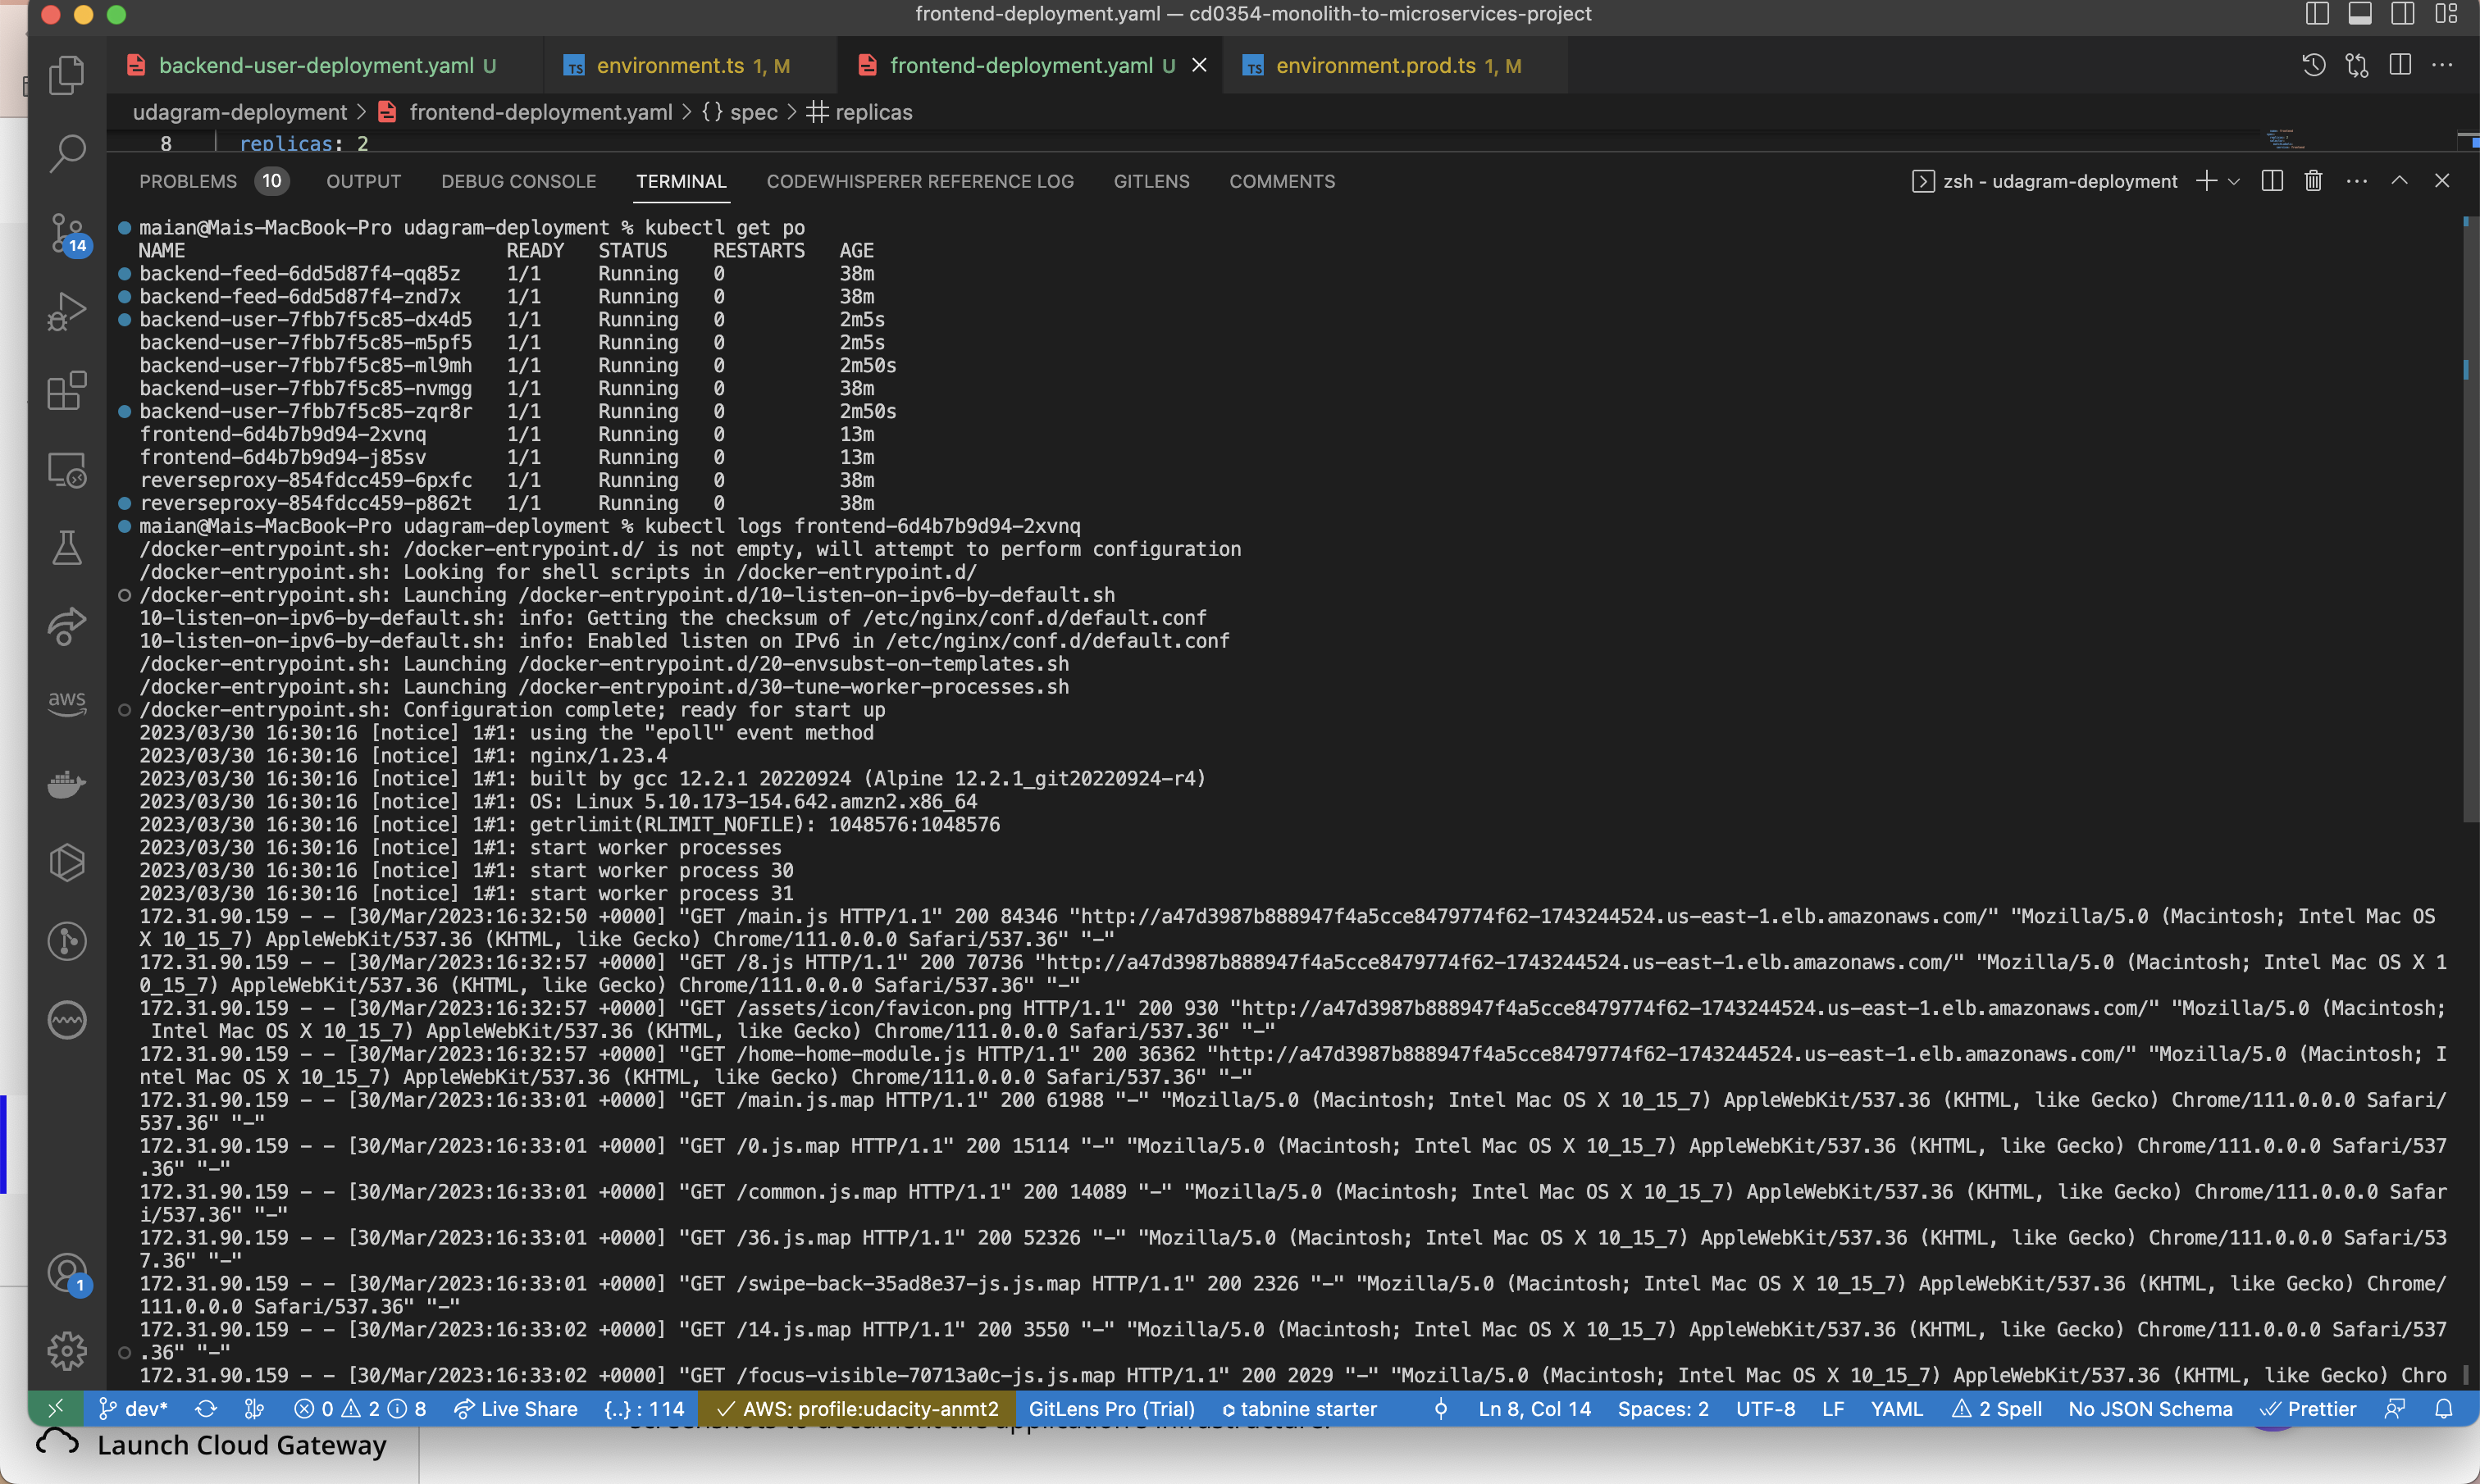 frontend-deployment.yaml — cd0354-monolith-to-microservices-project
backend-user-deployment.yaml U
TS environment.ts 1, M
frontend-deployment.yaml U
TS environment.prod.ts 1, M
udagram-deployment > frontend-deployment.yaml > {} spec > replicas
8 replicas: 2
PROBLEMS 10 OUTPUT DEBUG CONSOLE TERMINAL CODEWHISPERER REFERENCE LOG GITLENS COMMENTS
zsh - udagram-deployment
maian@Mais-MacBook-Pro udagram-deployment % kubectl get po
NAME READY STATUS RESTARTS AGE
backend-feed-6dd5d87f4-qq85z 1/1 Running 0 38m
backend-feed-6dd5d87f4-znd7x 1/1 Running 0 38m
backend-user-7fbb7f5c85-dx4d5 1/1 Running 0 2m5s
backend-user-7fbb7f5c85-m5pf5 1/1 Running 0 2m5s
backend-user-7fbb7f5c85-ml9mh 1/1 Running 0 2m50s
backend-user-7fbb7f5c85-nvmgg 1/1 Running 0 38m
backend-user-7fbb7f5c85-zqr8r 1/1 Running 0 2m50s
frontend-6d4b7b9d94-2xvnq 1/1 Running 0 13m
frontend-6d4b7b9d94-j85sv 1/1 Running 0 13m
reverseproxy-854fdcc459-6pxfc 1/1 Running 0 38m
reverseproxy-854fdcc459-p862t 1/1 Running 0 38m
maian@Mais-MacBook-Pro udagram-deployment % kubectl logs frontend-6d4b7b9d94-2xvnq
/docker-entrypoint.sh: /docker-entrypoint.d/ is not empty, will attempt to perform configuration
/docker-entrypoint.sh: Looking for shell scripts in /docker-entrypoint.d/
/docker-entrypoint.sh: Launching /docker-entrypoint.d/10-listen-on-ipv6-by-default.sh
10-listen-on-ipv6-by-default.sh: info: Getting the checksum of /etc/nginx/conf.d/default.conf
10-listen-on-ipv6-by-default.sh: info: Enabled listen on IPv6 in /etc/nginx/conf.d/default.conf
/docker-entrypoint.sh: Launching /docker-entrypoint.d/20-envsubst-on-templates.sh
/docker-entrypoint.sh: Launching /docker-entrypoint.d/30-tune-worker-processes.sh
/docker-entrypoint.sh: Configuration complete; ready for start up
2023/03/30 16:30:16 [notice] 1#1: using the "epoll" event method
2023/03/30 16:30:16 [notice] 1#1: nginx/1.23.4
2023/03/30 16:30:16 [notice] 1#1: built by gcc 12.2.1 20220924 (Alpine 12.2.1_git20220924-r4)
2023/03/30 16:30:16 [notice] 1#1: OS: Linux 5.10.173-154.642.amzn2.x86_64
2023/03/30 16:30:16 [notice] 1#1: getrlimit(RLIMIT_NOFILE): 1048576:1048576
2023/03/30 16:30:16 [notice] 1#1: start worker processes
2023/03/30 16:30:16 [notice] 1#1: start worker process 30
2023/03/30 16:30:16 [notice] 1#1: start worker process 31
172.31.90.159 - - [30/Mar/2023:16:32:50 +0000] "GET /main.js HTTP/1.1" 200 84346 "http://a47d3987b888947f4a5cce8479774f62-1743244524.us-east-1.elb.amazonaws.com/" "Mozilla/5.0 (Macintosh; Intel Mac OS
X 10_15_7) AppleWebKit/537.36 (KHTML, like Gecko) Chrome/111.0.0.0 Safari/537.36" "-"
172.31.90.159 - - [30/Mar/2023:16:32:57 +0000] "GET /8.js HTTP/1.1" 200 70736 "http://a47d3987b888947f4a5cce8479774f62-1743244524.us-east-1.elb.amazonaws.com/" "Mozilla/5.0 (Macintosh; Intel Mac OS X 1
0_15_7) AppleWebKit/537.36 (KHTML, like Gecko) Chrome/111.0.0.0 Safari/537.36" "-"
172.31.90.159 - - [30/Mar/2023:16:32:57 +0000] "GET /assets/icon/favicon.png HTTP/1.1" 200 930 "http://a47d3987b888947f4a5cce8479774f62-1743244524.us-east-1.elb.amazonaws.com/" "Mozilla/5.0 (Macintosh;
Intel Mac OS X 10_15_7) AppleWebKit/537.36 (KHTML, like Gecko) Chrome/111.0.0.0 Safari/537.36" "-"
172.31.90.159 - - [30/Mar/2023:16:32:57 +0000] "GET /home-home-module.js HTTP/1.1" 200 36362 "http://a47d3987b888947f4a5cce8479774f62-1743244524.us-east-1.elb.amazonaws.com/" "Mozilla/5.0 (Macintosh; I
ntel Mac OS X 10_15_7) AppleWebKit/537.36 (KHTML, like Gecko) Chrome/111.0.0.0 Safari/537.36" "-"
172.31.90.159 - - [30/Mar/2023:16:33:01 +0000] "GET /main.js.map HTTP/1.1" 200 61988 "-" "Mozilla/5.0 (Macintosh; Intel Mac OS X 10_15_7) AppleWebKit/537.36 (KHTML, like Gecko) Chrome/111.0.0.0 Safari/
537.36" "-"
172.31.90.159 - - [30/Mar/2023:16:33:01 +0000] "GET /0.js.map HTTP/1.1" 200 15114 "-" "Mozilla/5.0 (Macintosh; Intel Mac OS X 10_15_7) AppleWebKit/537.36 (KHTML, like Gecko) Chrome/111.0.0.0 Safari/537
.36" "-"
172.31.90.159 - - [30/Mar/2023:16:33:01 +0000] "GET /common.js.map HTTP/1.1" 200 14089 "-" "Mozilla/5.0 (Macintosh; Intel Mac OS X 10_15_7) AppleWebKit/537.36 (KHTML, like Gecko) Chrome/111.0.0.0 Safar
i/537.36" "-"
172.31.90.159 - - [30/Mar/2023:16:33:01 +0000] "GET /36.js.map HTTP/1.1" 200 52326 "-" "Mozilla/5.0 (Macintosh; Intel Mac OS X 10_15_7) AppleWebKit/537.36 (KHTML, like Gecko) Chrome/111.0.0.0 Safari/53
7.36" "-"
172.31.90.159 - - [30/Mar/2023:16:33:01 +0000] "GET /swipe-back-35ad8e37-js.js.map HTTP/1.1" 200 2326 "-" "Mozilla/5.0 (Macintosh; Intel Mac OS X 10_15_7) AppleWebKit/537.36 (KHTML, like Gecko) Chrome/
111.0.0.0 Safari/537.36" "-"
172.31.90.159 - - [30/Mar/2023:16:33:02 +0000] "GET /14.js.map HTTP/1.1" 200 3550 "-" "Mozilla/5.0 (Macintosh; Intel Mac OS X 10_15_7) AppleWebKit/537.36 (KHTML, like Gecko) Chrome/111.0.0.0 Safari/537
.36" "-"
172.31.90.159 - - [30/Mar/2023:16:33:02 +0000] "GET /focus-visible-70713a0c-js.js.map HTTP/1.1" 200 2029 "-" "Mozilla/5.0 (Macintosh; Intel Mac OS X 10_15_7) AppleWebKit/537.36 (KHTML, like Gecko) Chro
14
aws
1
dev* 0 2 8 Live Share {..} : 114 AWS: profile:udacity-anmt2 GitLens Pro (Trial) tabnine starter Ln 8, Col 14 Spaces: 2 UTF-8 LF YAML 2 Spell No JSON Schema Prettier
screenshots to document the application's infrastructure.
Launch Cloud Gateway